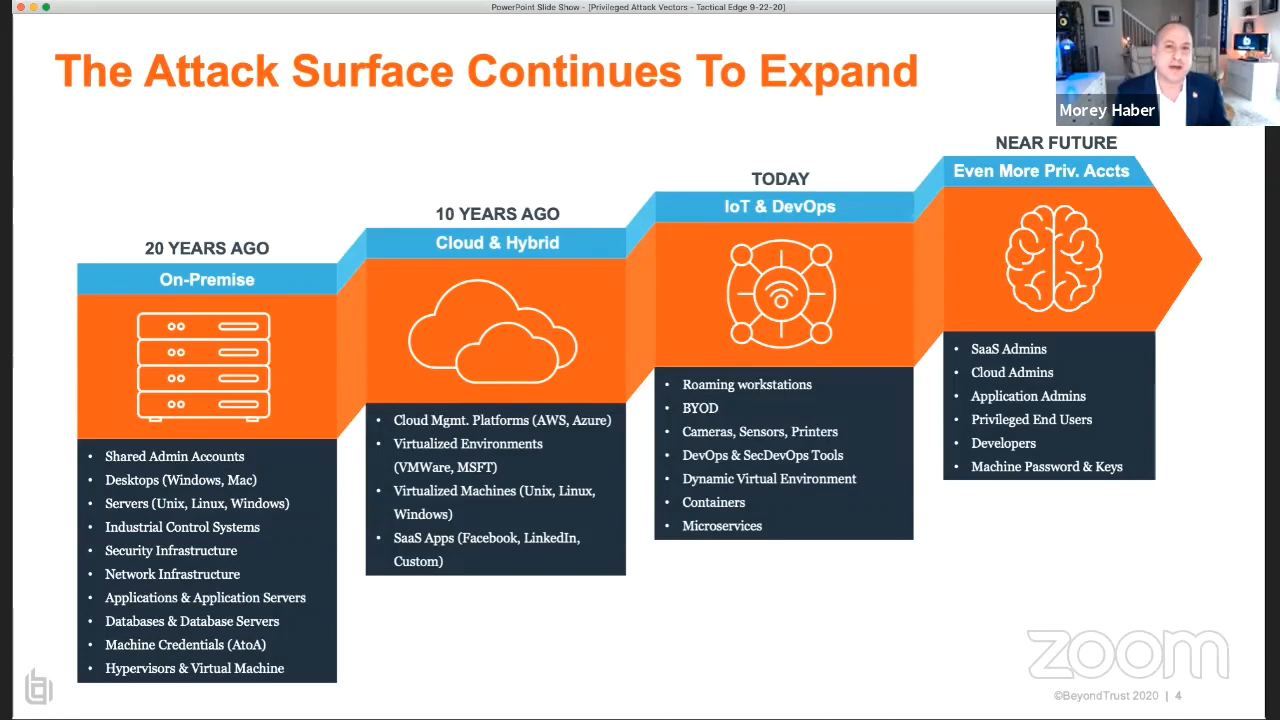 PowerPoint Slide Show - [Privileged Attack Vectors - Tactical Edge 9-22-20]
The Attack Surface Continues To Expand
Morey Haber
20 YEARS AGO
On-Premise
• Shared Admin Accounts
• Desktops (Windows, Mac)
• Servers (Unix, Linux, Windows)
• Industrial Control Systems
• Security Infrastructure
• Network Infrastructure
• Applications & Application Servers
• Databases & Database Servers
• Machine Credentials (AtoA)
• Hypervisors & Virtual Machine
10 YEARS AGO
Cloud & Hybrid
• Cloud Mgmt. Platforms (AWS, Azure)
• Virtualized Environments
(VMWare, MSFT)
• Virtualized Machines (Unix, Linux,
Windows)
• SaaS Apps (Facebook, LinkedIn,
Custom)
TODAY
IoT & DevOps
• Roaming workstations
• BYOD
• Cameras, Sensors, Printers
• DevOps & SecDevOps Tools
• Dynamic Virtual Environment
• Containers
• Microservices
NEAR FUTURE
Even More Priv. Accts
• SaaS Admins
• Cloud Admins
• Application Admins
• Privileged End Users
• Developers
• Machine Password & Keys
zoom
©BeyondTrust 2020 | 4